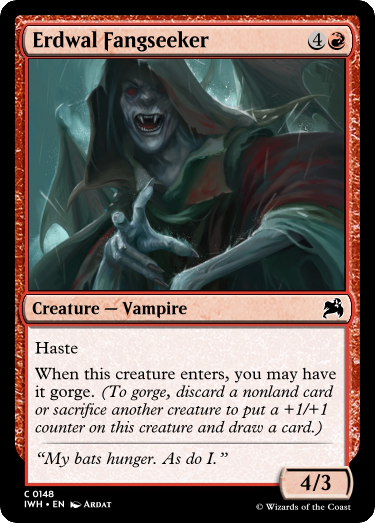 Erdwal Fangseeker 4
Creature — Vampire
Haste
When this creature enters, you may have
it gorge. (To gorge, discard a nonland card
or sacrifice another creature to put a +1/+1
counter on this creature and draw a card.)
“My bats hunger. As do I.”
4/3
C 0148
IWH • EN Ardat
© Wizards of the Coast